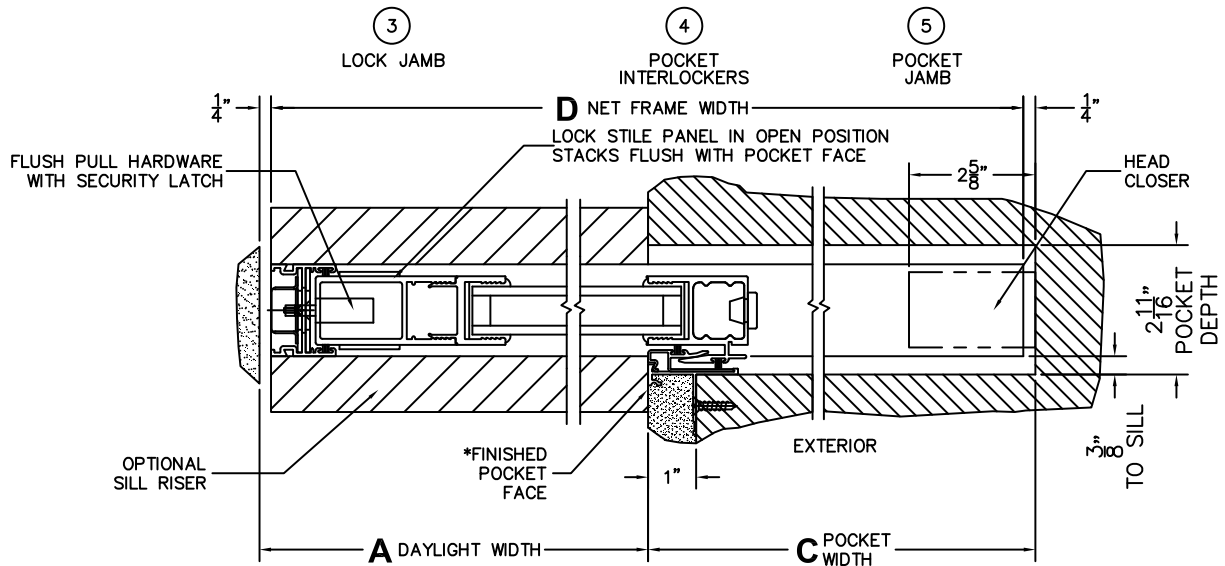 3
LOCK JAMB
4
POCKET
INTERLOCKERS
5
POCKET
JAMB
1/4"
D NET FRAME WIDTH
1/4"
LOCK STILE PANEL IN OPEN POSITION
STACKS FLUSH WITH POCKET FACE
FLUSH PULL HARDWARE
WITH SECURITY LATCH
2 5/8"
HEAD
CLOSER
2 11/16"
POCKET
DEPTH
3/8"
TO SILL
EXTERIOR
OPTIONAL
SILL RISER
*FINISHED
POCKET
FACE
1"
A DAYLIGHT WIDTH
C POCKET
WIDTH